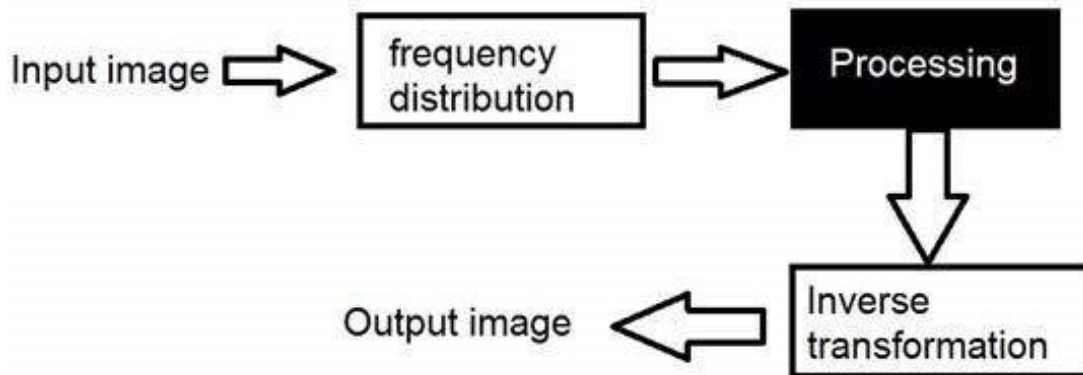 Input image
frequency
distribution
Processing
Inverse
transformation
Output image